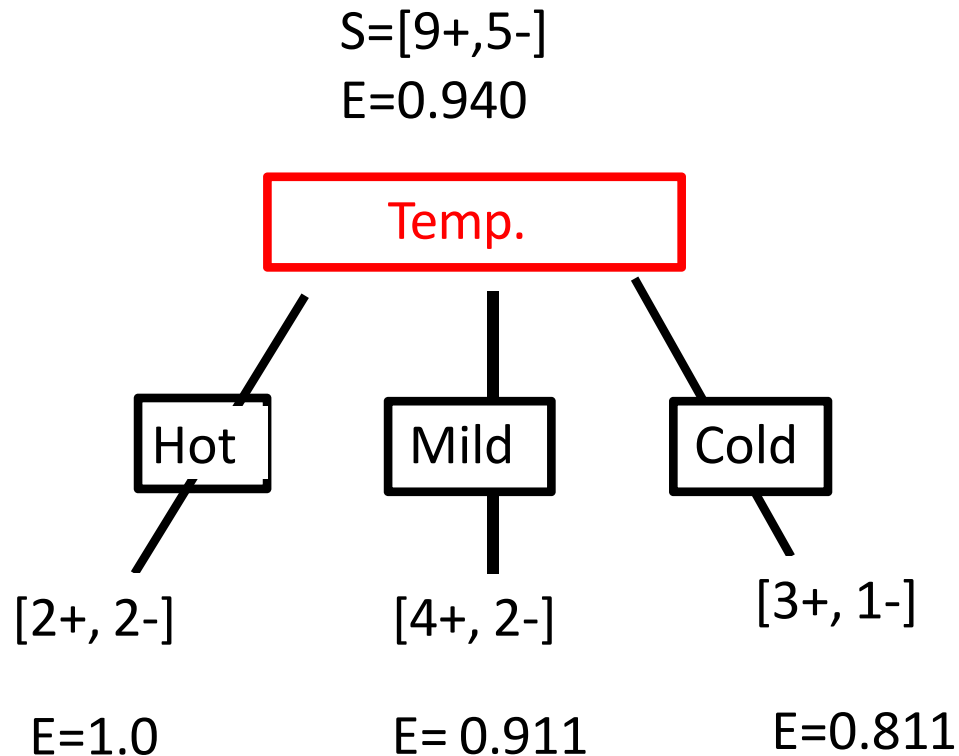 S=[9+,5-]
E=0.940
Temp.
Hot
Mild
Cold
[2+, 2-]
[4+, 2-]
[3+, 1-]
E=1.0
E= 0.911
E=0.811